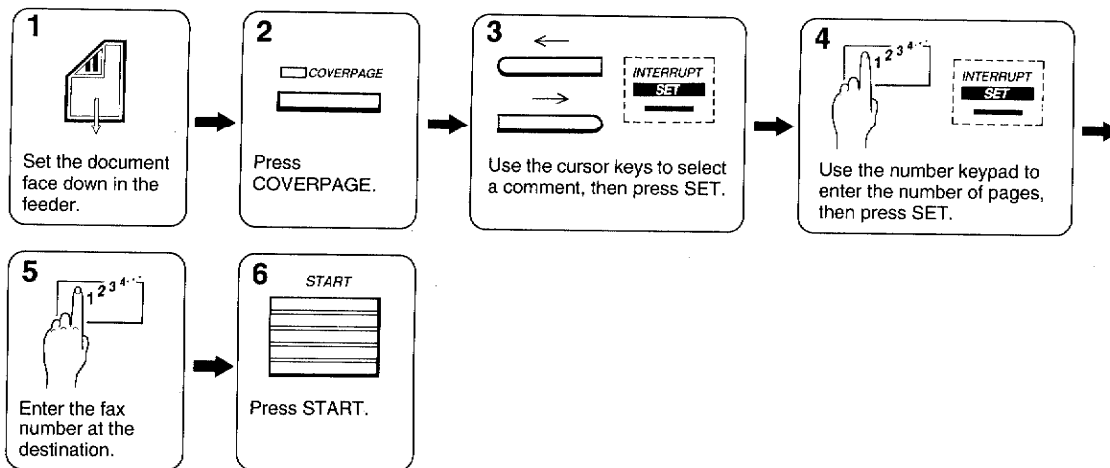 1
Set the document
face down in the
feeder.
2
COVERPAGE
Press
COVERPAGE.
3
INTERRUPT
SET
Use the cursor keys to select
a comment, then press SET.
4
1 2 3 4...
INTERRUPT
SET
Use the number keypad to
enter the number of pages,
then press SET.
5
1 2 3 4...
Enter the fax
number at the
destination.
6
START
Press START.